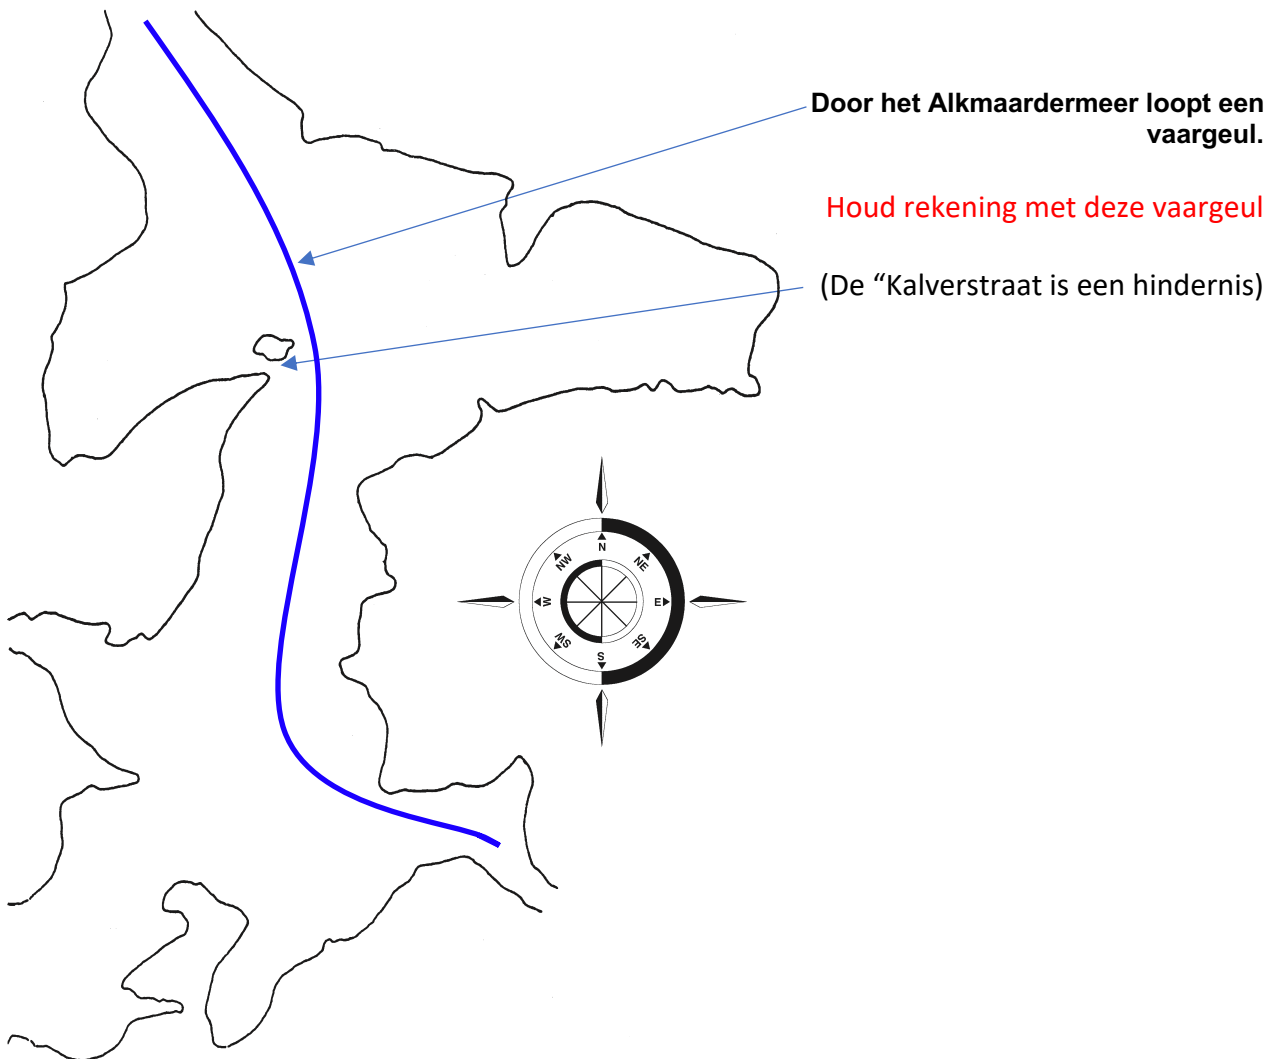 Door het Alkmaardermeer loopt een
vaargeul.
Houd rekening met deze vaargeul
(De “Kalverstraat is een hindernis)
N
NW
NE
W
E
SW
SE
S